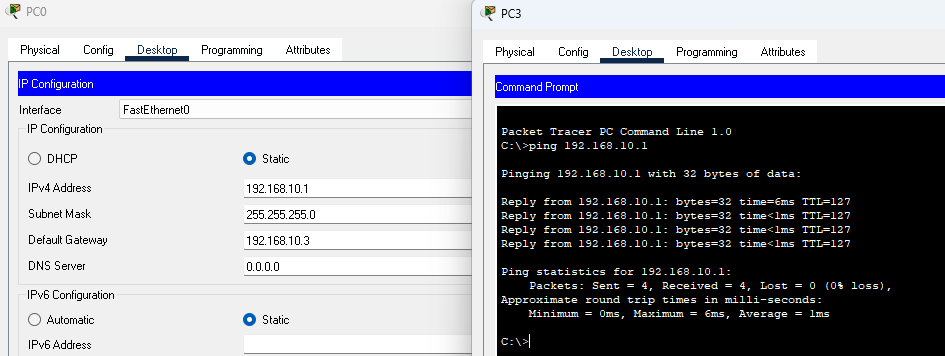 PC0
Physical Config Desktop Programming Attributes
IP Configuration
Interface FastEthernet0
IP Configuration
DHCP Static
IPv4 Address 192.168.10.1
Subnet Mask 255.255.255.0
Default Gateway 192.168.10.3
DNS Server 0.0.0.0
IPv6 Configuration
Automatic Static
IPv6 Address
PC3
Physical Config Desktop Programming Attributes
Command Prompt
Packet Tracer PC Command Line 1.0
C:\>ping 192.168.10.1
Pinging 192.168.10.1 with 32 bytes of data:
Reply from 192.168.10.1: bytes=32 time=6ms TTL=127
Reply from 192.168.10.1: bytes=32 time<1ms TTL=127
Reply from 192.168.10.1: bytes=32 time<1ms TTL=127
Reply from 192.168.10.1: bytes=32 time<1ms TTL=127
Ping statistics for 192.168.10.1:
Packets: Sent = 4, Received = 4, Lost = 0 (0% loss),
Approximate round trip times in milli-seconds:
Minimum = 0ms, Maximum = 6ms, Average = 1ms
C:\>